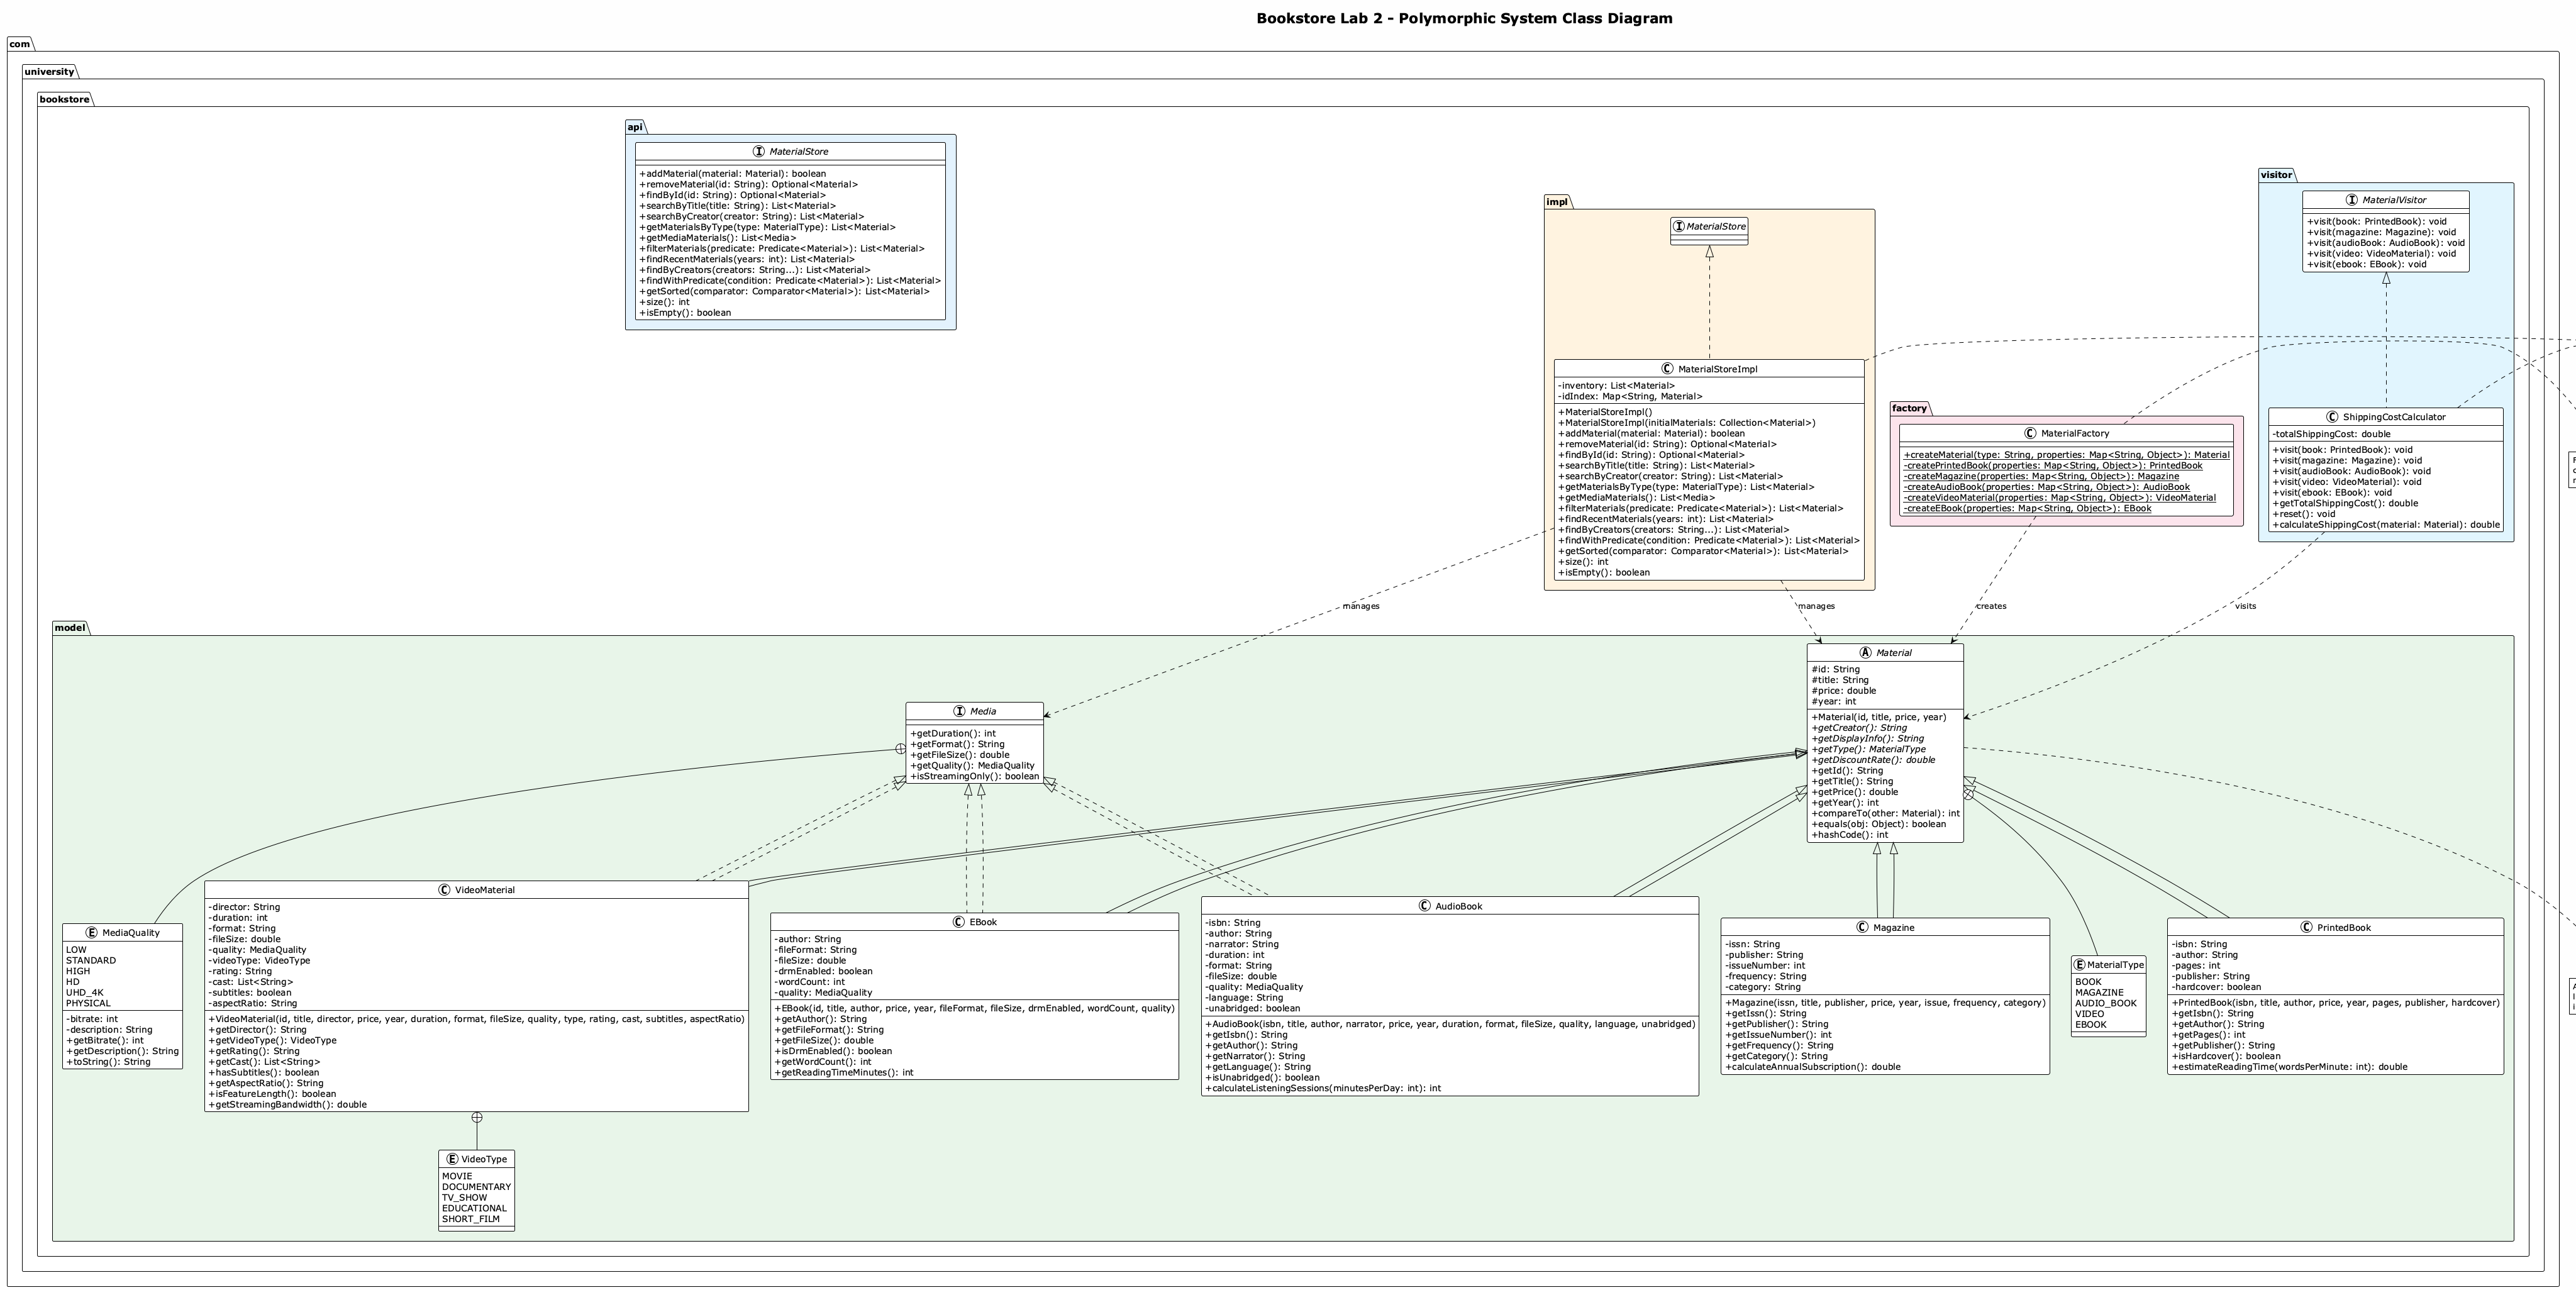 Bookstore Lab 2 - Polymorphic System Class Diagram
com
university
bookstore
api
I MaterialStore
+addMaterial(material: Material): boolean
+removeMaterial(id: String): Optional<Material>
+findById(id: String): Optional<Material>
+searchByTitle(title: String): List<Material>
+searchByCreator(creator: String): List<Material>
+getMaterialsByType(type: MaterialType): List<Material>
+getMediaMaterials(): List<Media>
+filterMaterials(predicate: Predicate<Material>): List<Material>
+findRecentMaterials(years: int): List<Material>
+findByCreators(creators: String...): List<Material>
+findWithPredicate(condition: Predicate<Material>): List<Material>
+getSorted(comparator: Comparator<Material>): List<Material>
+size(): int
+isEmpty(): boolean
impl
I MaterialStore
C MaterialStoreImpl
-inventory: List<Material>
-idIndex: Map<String, Material>
+MaterialStoreImpl()
+MaterialStoreImpl(initialMaterials: Collection<Material>)
+addMaterial(material: Material): boolean
+removeMaterial(id: String): Optional<Material>
+findById(id: String): Optional<Material>
+searchByTitle(title: String): List<Material>
+searchByCreator(creator: String): List<Material>
+getMaterialsByType(type: MaterialType): List<Material>
+getMediaMaterials(): List<Media>
+filterMaterials(predicate: Predicate<Material>): List<Material>
+findRecentMaterials(years: int): List<Material>
+findByCreators(creators: String...): List<Material>
+findWithPredicate(condition: Predicate<Material>): List<Material>
+getSorted(comparator: Comparator<Material>): List<Material>
+size(): int
+isEmpty(): boolean
factory
C MaterialFactory
+createMaterial(type: String, properties: Map<String, Object>): Material
-createPrintedBook(properties: Map<String, Object>): PrintedBook
-createMagazine(properties: Map<String, Object>): Magazine
-createAudioBook(properties: Map<String, Object>): AudioBook
-createVideoMaterial(properties: Map<String, Object>): VideoMaterial
-createEBook(properties: Map<String, Object>): EBook
visitor
I MaterialVisitor
+visit(book: PrintedBook): void
+visit(magazine: Magazine): void
+visit(audioBook: AudioBook): void
+visit(video: VideoMaterial): void
+visit(ebook: EBook): void
C ShippingCostCalculator
-totalShippingCost: double
+visit(book: PrintedBook): void
+visit(magazine: Magazine): void
+visit(audioBook: AudioBook): void
+visit(video: VideoMaterial): void
+visit(ebook: EBook): void
+getTotalShippingCost(): double
+reset(): void
+calculateShippingCost(material: Material): double
manages
manages
creates
visits
model
I Media
+getDuration(): int
+getFormat(): String
+getFileSize(): double
+getQuality(): MediaQuality
+isStreamingOnly(): boolean
A Material
#id: String
#title: String
#price: double
#year: int
+Material(id, title, price, year)
+getCreator(): String
+getDisplayInfo(): String
+getType(): MaterialType
+getDiscountRate(): double
+getId(): String
+getTitle(): String
+getPrice(): double
+getYear(): int
+compareTo(other: Material): int
+equals(obj: Object): boolean
+hashCode(): int
E MediaQuality
LOW
STANDARD
HIGH
HD
UHD_4K
PHYSICAL
-bitrate: int
-description: String
+getBitrate(): int
+getDescription(): String
+toString(): String
C VideoMaterial
-director: String
-duration: int
-format: String
-fileSize: double
-quality: MediaQuality
-videoType: VideoType
-rating: String
-cast: List<String>
-subtitles: boolean
-aspectRatio: String
+VideoMaterial(id, title, director, price, year, duration, format, fileSize, quality, type, rating, cast, subtitles, aspectRatio)
+getDirector(): String
+getVideoType(): VideoType
+getRating(): String
+getCast(): List<String>
+hasSubtitles(): boolean
+getAspectRatio(): String
+isFeatureLength(): boolean
+getStreamingBandwidth(): double
C EBook
-author: String
-fileFormat: String
-fileSize: double
-drmEnabled: boolean
-wordCount: int
-quality: MediaQuality
+EBook(id, title, author, price, year, fileFormat, fileSize, drmEnabled, wordCount, quality)
+getAuthor(): String
+getFileFormat(): String
+getFileSize(): double
+isDrmEnabled(): boolean
+getWordCount(): int
+getReadingTimeMinutes(): int
C AudioBook
-isbn: String
-author: String
-narrator: String
-duration: int
-format: String
-fileSize: double
-quality: MediaQuality
-language: String
-unabridged: boolean
+AudioBook(isbn, title, author, narrator, price, year, duration, format, fileSize, quality, language, unabridged)
+getIsbn(): String
+getAuthor(): String
+getNarrator(): String
+getLanguage(): String
+isUnabridged(): boolean
+calculateListeningSessions(minutesPerDay: int): int
C Magazine
-issn: String
-publisher: String
-issueNumber: int
-frequency: String
-category: String
+Magazine(issn, title, publisher, price, year, issue, frequency, category)
+getIssn(): String
+getPublisher(): String
+getIssueNumber(): int
+getFrequency(): String
+getCategory(): String
+calculateAnnualSubscription(): double
E MaterialType
BOOK
MAGAZINE
AUDIO_BOOK
VIDEO
EBOOK
C PrintedBook
-isbn: String
-author: String
-pages: int
-publisher: String
-hardcover: boolean
+PrintedBook(isbn, title, author, price, year, pages, publisher, hardcover)
+getIsbn(): String
+getAuthor(): String
+getPages(): int
+getPublisher(): String
+isHardcover(): boolean
+estimateReadingTime(wordsPerMinute: int): double
E VideoType
MOVIE
DOCUMENTARY
TV_SHOW
EDUCATIONAL
SHORT_FILM